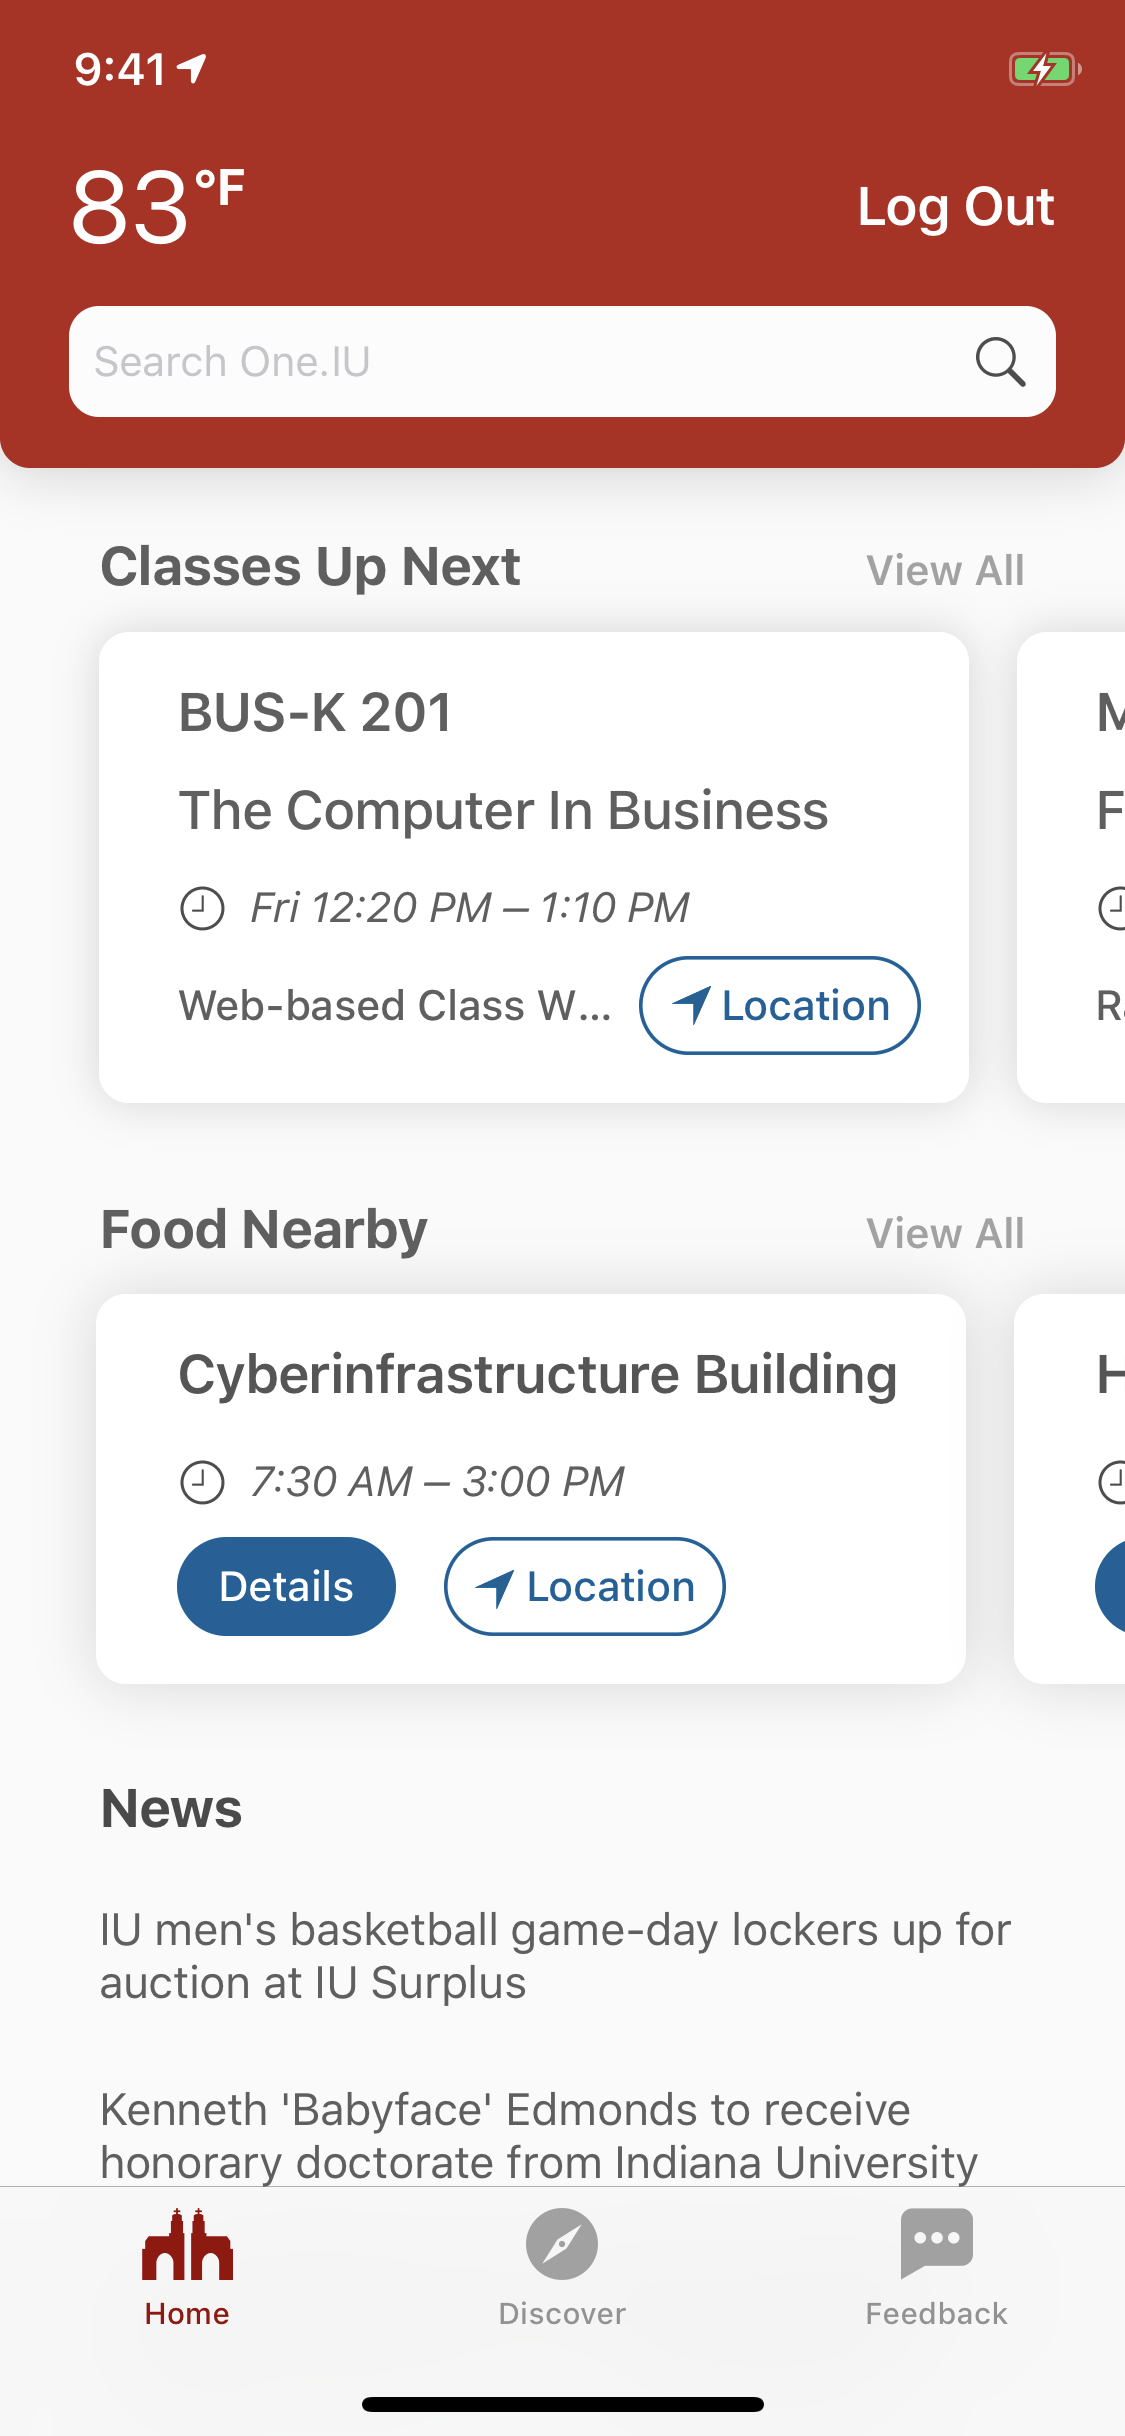 9:41
83°F
Log Out
Search One.IU
Classes Up Next
View All
BUS-K 201
The Computer In Business
Fri 12:20 PM – 1:10 PM
Web-based Class W...
Location
Food Nearby
View All
Cyberinfrastructure Building
7:30 AM – 3:00 PM
Details
Location
News
IU men's basketball game-day lockers up for
auction at IU Surplus
Kenneth 'Babyface' Edmonds to receive
honorary doctorate from Indiana University
Home
Discover
Feedback